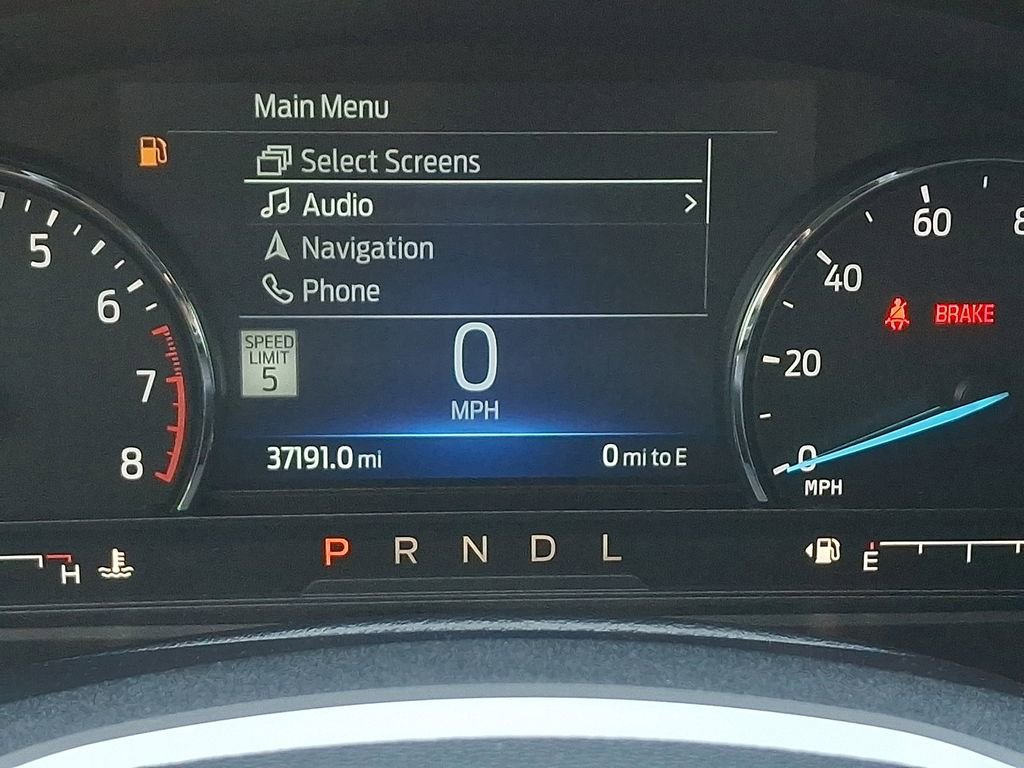 Main Menu
Select Screens
Audio
Navigation
Phone
SPEED
LIMIT
5
0
MPH
37191.0 mi
0 mi to E
5
6
7
8
H
P R N D L
60
40
20
0
MPH
BRAKE
E